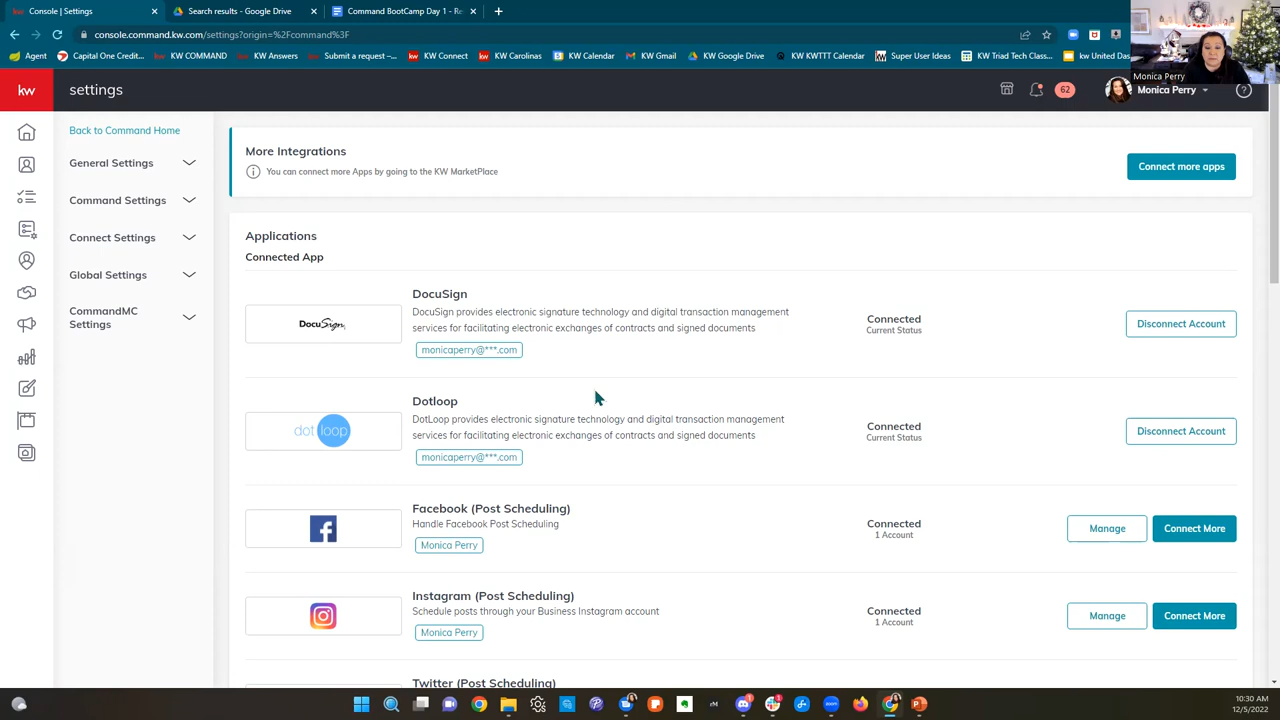 Console | Settings
Search results - Google Drive
Command BootCamp Day 1 - Re
console.command.kw.com/settings?origin=%2Fcommand%3F
Agent
Capital One Credit...
KW COMMAND
KW Answers
Submit a request –...
KW Connect
KW Carolinas
KW Calendar
KW Gmail
KW Google Drive
KW KWTTT Calendar
Super User Ideas
KW Triad Tech Class...
kw United Das
Monica Perry
kw
settings
62
Monica Perry
Back to Command Home
General Settings
Command Settings
Connect Settings
Global Settings
CommandMC
Settings
More Integrations
You can connect more Apps by going to the KW MarketPlace
Connect more apps
Applications
Connected App
DocuSign
DocuSign
DocuSign provides electronic signature technology and digital transaction management
services for facilitating electronic exchanges of contracts and signed documents
monicaperry@***.com
Connected
Current Status
Disconnect Account
dot loop
Dotloop
DotLoop provides electronic signature technology and digital transaction management
services for facilitating electronic exchanges of contracts and signed documents
monicaperry@***.com
Connected
Current Status
Disconnect Account
Facebook (Post Scheduling)
Handle Facebook Post Scheduling
Monica Perry
Connected
1 Account
Manage
Connect More
Instagram (Post Scheduling)
Schedule posts through your Business Instagram account
Monica Perry
Connected
1 Account
Manage
Connect More
Twitter (Post Scheduling)
10:30 AM
12/5/2022